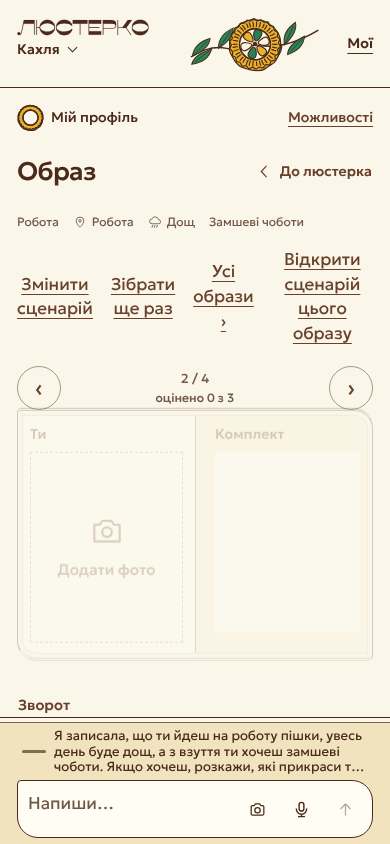 ЛЮСТЕРКО
Кахля
Мої
Мій профіль
Можливості
Образ
До люстерка
Робота Робота Дощ Замшеві чоботи
Змінити
сценарій
Зібрати
ще раз
Усі
образи
›
Відкрити
сценарій
цього
образу
‹
2 / 4
оцінено 0 з 3
›
Ти
Комплект
Додати фото
Зворот
Я записала, що ти йдеш на роботу пішки, увесь
день буде дощ, а з взуття ти хочеш замшеві
чоботи. Якщо хочеш, розкажи, які прикраси т…
Напиши…